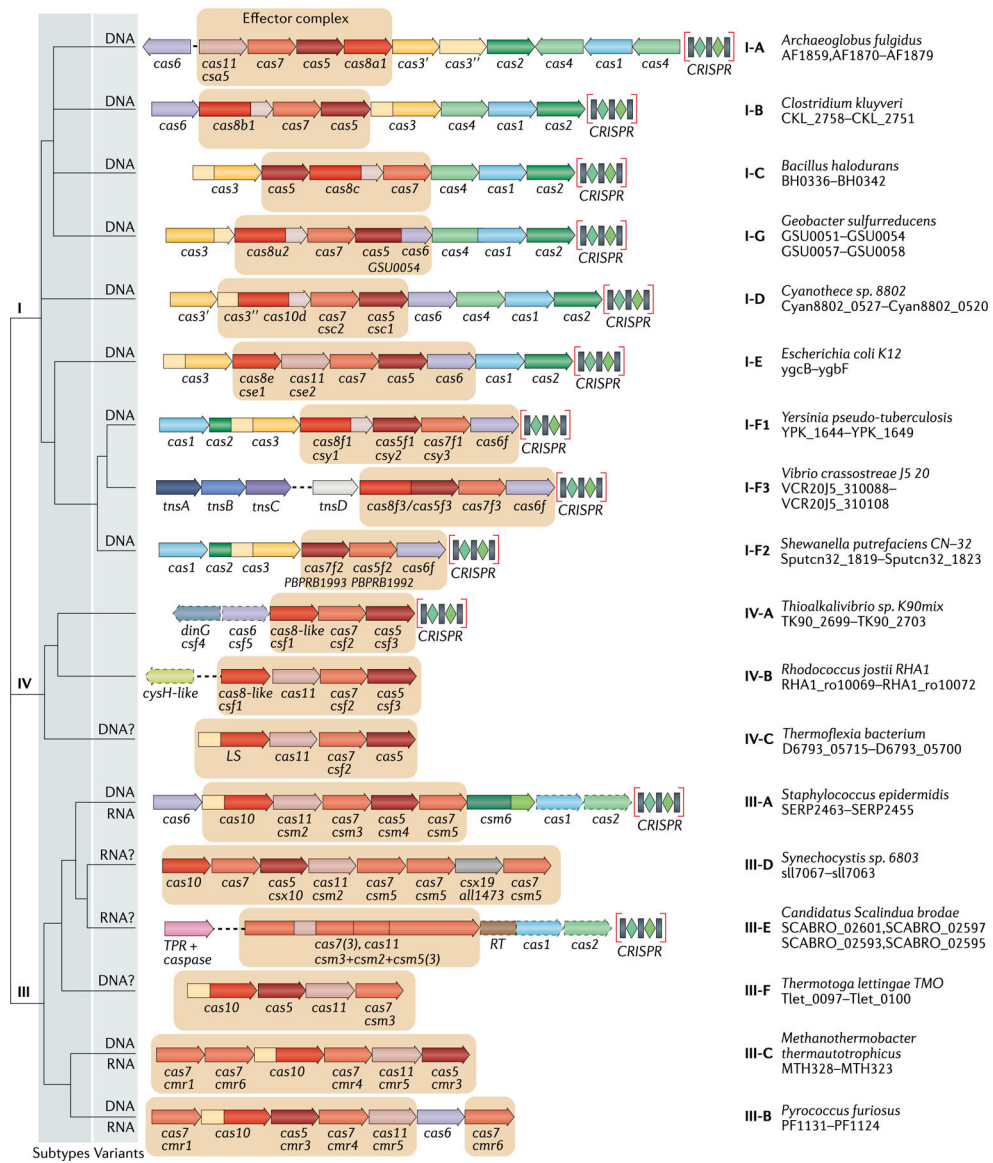 Effector complex
DNA
cas6
cas11
csa5
cas7
cas5
cas8a1
cas3'
cas3''
cas2
cas4
cas1
cas4
CRISPR
I-A
Archaeoglobus fulgidus
AF1859,AF1870–AF1879
DNA
cas6
cas8b1
cas7
cas5
cas3
cas4
cas1
cas2
CRISPR
I-B
Clostridium kluyveri
CKL_2758–CKL_2751
DNA
cas3
cas5
cas8c
cas7
cas4
cas1
cas2
CRISPR
I-C
Bacillus halodurans
BH0336–BH0342
DNA
cas3
cas8u2
cas7
cas5
cas6
GSU0054
cas4
cas1
cas2
CRISPR
I-G
Geobacter sulfurreducens
GSU0051–GSU0054
GSU0057–GSU0058
I
DNA
cas3'
cas3''
cas10d
cas7
csc2
cas5
csc1
cas6
cas4
cas1
cas2
CRISPR
I-D
Cyanothece sp. 8802
Cyan8802_0527–Cyan8802_0520
DNA
cas3
cas8e
cse1
cas11
cse2
cas7
cas5
cas6
cas1
cas2
CRISPR
I-E
Escherichia coli K12
ygcB–ygbF
DNA
cas1
cas2
cas3
cas8f1
csy1
cas5f1
csy2
cas7f1
csy3
cas6f
CRISPR
I-F1
Yersinia pseudo-tuberculosis
YPK_1644–YPK_1649
tnsA
tnsB
tnsC
tnsD
cas8f3/cas5f3
cas7f3
cas6f
CRISPR
I-F3
Vibrio crassostreae J5 20
VCR20J5_310088–
VCR20J5_310108
DNA
cas1
cas2
cas3
cas7f2
PBPRB1993
cas5f2
PBPRB1992
cas6f
CRISPR
I-F2
Shewanella putrefaciens CN–32
Sputcn32_1819–Sputcn32_1823
dinG
csf4
cas6
csf5
cas8-like
csf1
cas7
csf2
cas5
csf3
CRISPR
IV-A
Thioalkalivibrio sp. K90mix
TK90_2699–TK90_2703
IV
cysH-like
cas8-like
csf1
cas11
cas7
csf2
cas5
csf3
IV-B
Rhodococcus jostii RHA1
RHA1_ro10069–RHA1_ro10072
DNA?
LS
cas11
cas7
csf2
cas5
IV-C
Thermoflexia bacterium
D6793_05715–D6793_05700
DNA
RNA
cas6
cas10
cas11
csm2
cas7
csm3
cas5
csm4
cas7
csm5
csm6
cas1
cas2
CRISPR
III-A
Staphylococcus epidermidis
SERP2463–SERP2455
RNA?
cas10
cas7
cas5
csx10
cas11
csm2
cas7
csm5
cas7
csm5
csx19
all1473
cas7
csm5
III-D
Synechocystis sp. 6803
sll7067–sll7063
RNA?
TPR +
caspase
cas7(3), cas11
csm3+csm2+csm5(3)
RT
cas1
cas2
CRISPR
III-E
Candidatus Scalindua brodae
SCABRO_02601,SCABRO_02597
SCABRO_02593,SCABRO_02595
III
DNA?
cas10
cas5
cas11
cas7
csm3
III-F
Thermotoga lettingae TMO
Tlet_0097–Tlet_0100
DNA
RNA
cas7
cmr1
cas7
cmr6
cas10
cas7
cmr4
cas11
cmr5
cas5
cmr3
III-C
Methanothermobacter
thermautotrophicus
MTH328–MTH323
DNA
RNA
cas7
cmr1
cas10
cas5
cmr3
cas7
cmr4
cas11
cmr5
cas6
cas7
cmr6
III-B
Pyrococcus furiosus
PF1131–PF1124
Subtypes Variants